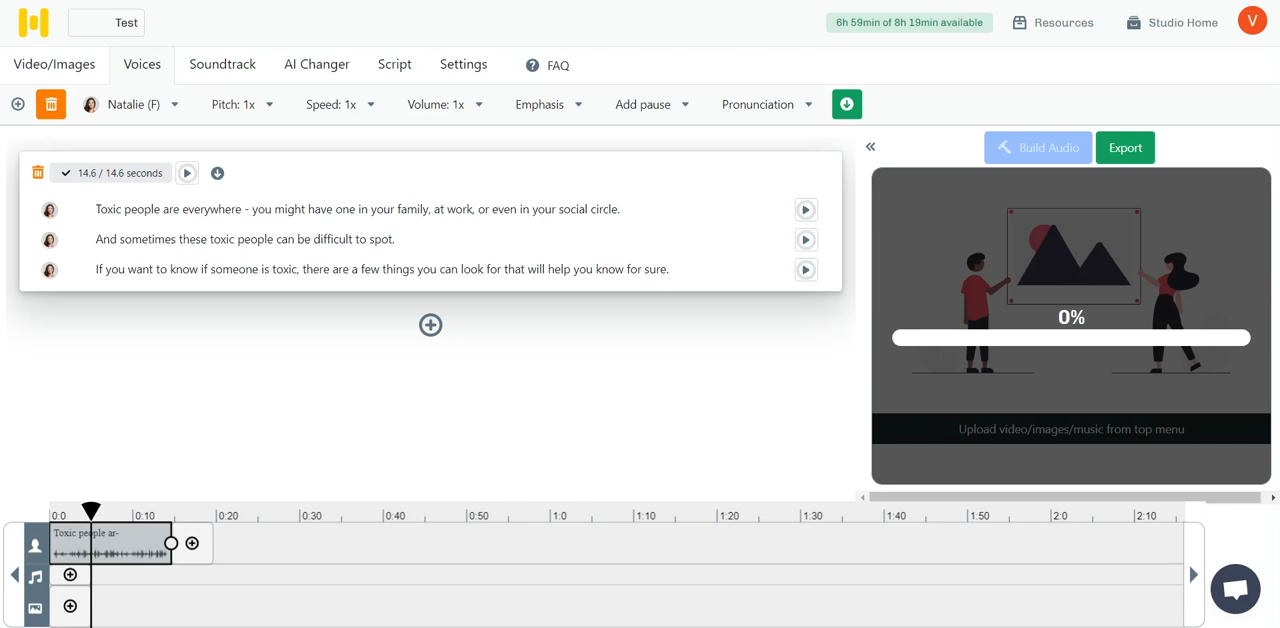 Test
6h 59min of 8h 19min available
Resources
Studio Home
V
Video/Images
Voices
Soundtrack
AI Changer
Script
Settings
FAQ
Natalie (F)
Pitch: 1x
Speed: 1x
Volume: 1x
Emphasis
Add pause
Pronunciation
Build Audio
Export
14.6 / 14.6 seconds
Toxic people are everywhere - you might have one in your family, at work, or even in your social circle.
And sometimes these toxic people can be difficult to spot.
If you want to know if someone is toxic, there are a few things you can look for that will help you know for sure.
0%
Upload video/images/music from top menu
0:0
0:10
0:20
0:30
0:40
0:50
1:0
1:10
1:20
1:30
1:40
1:50
2:0
2:10
Toxic people ar-